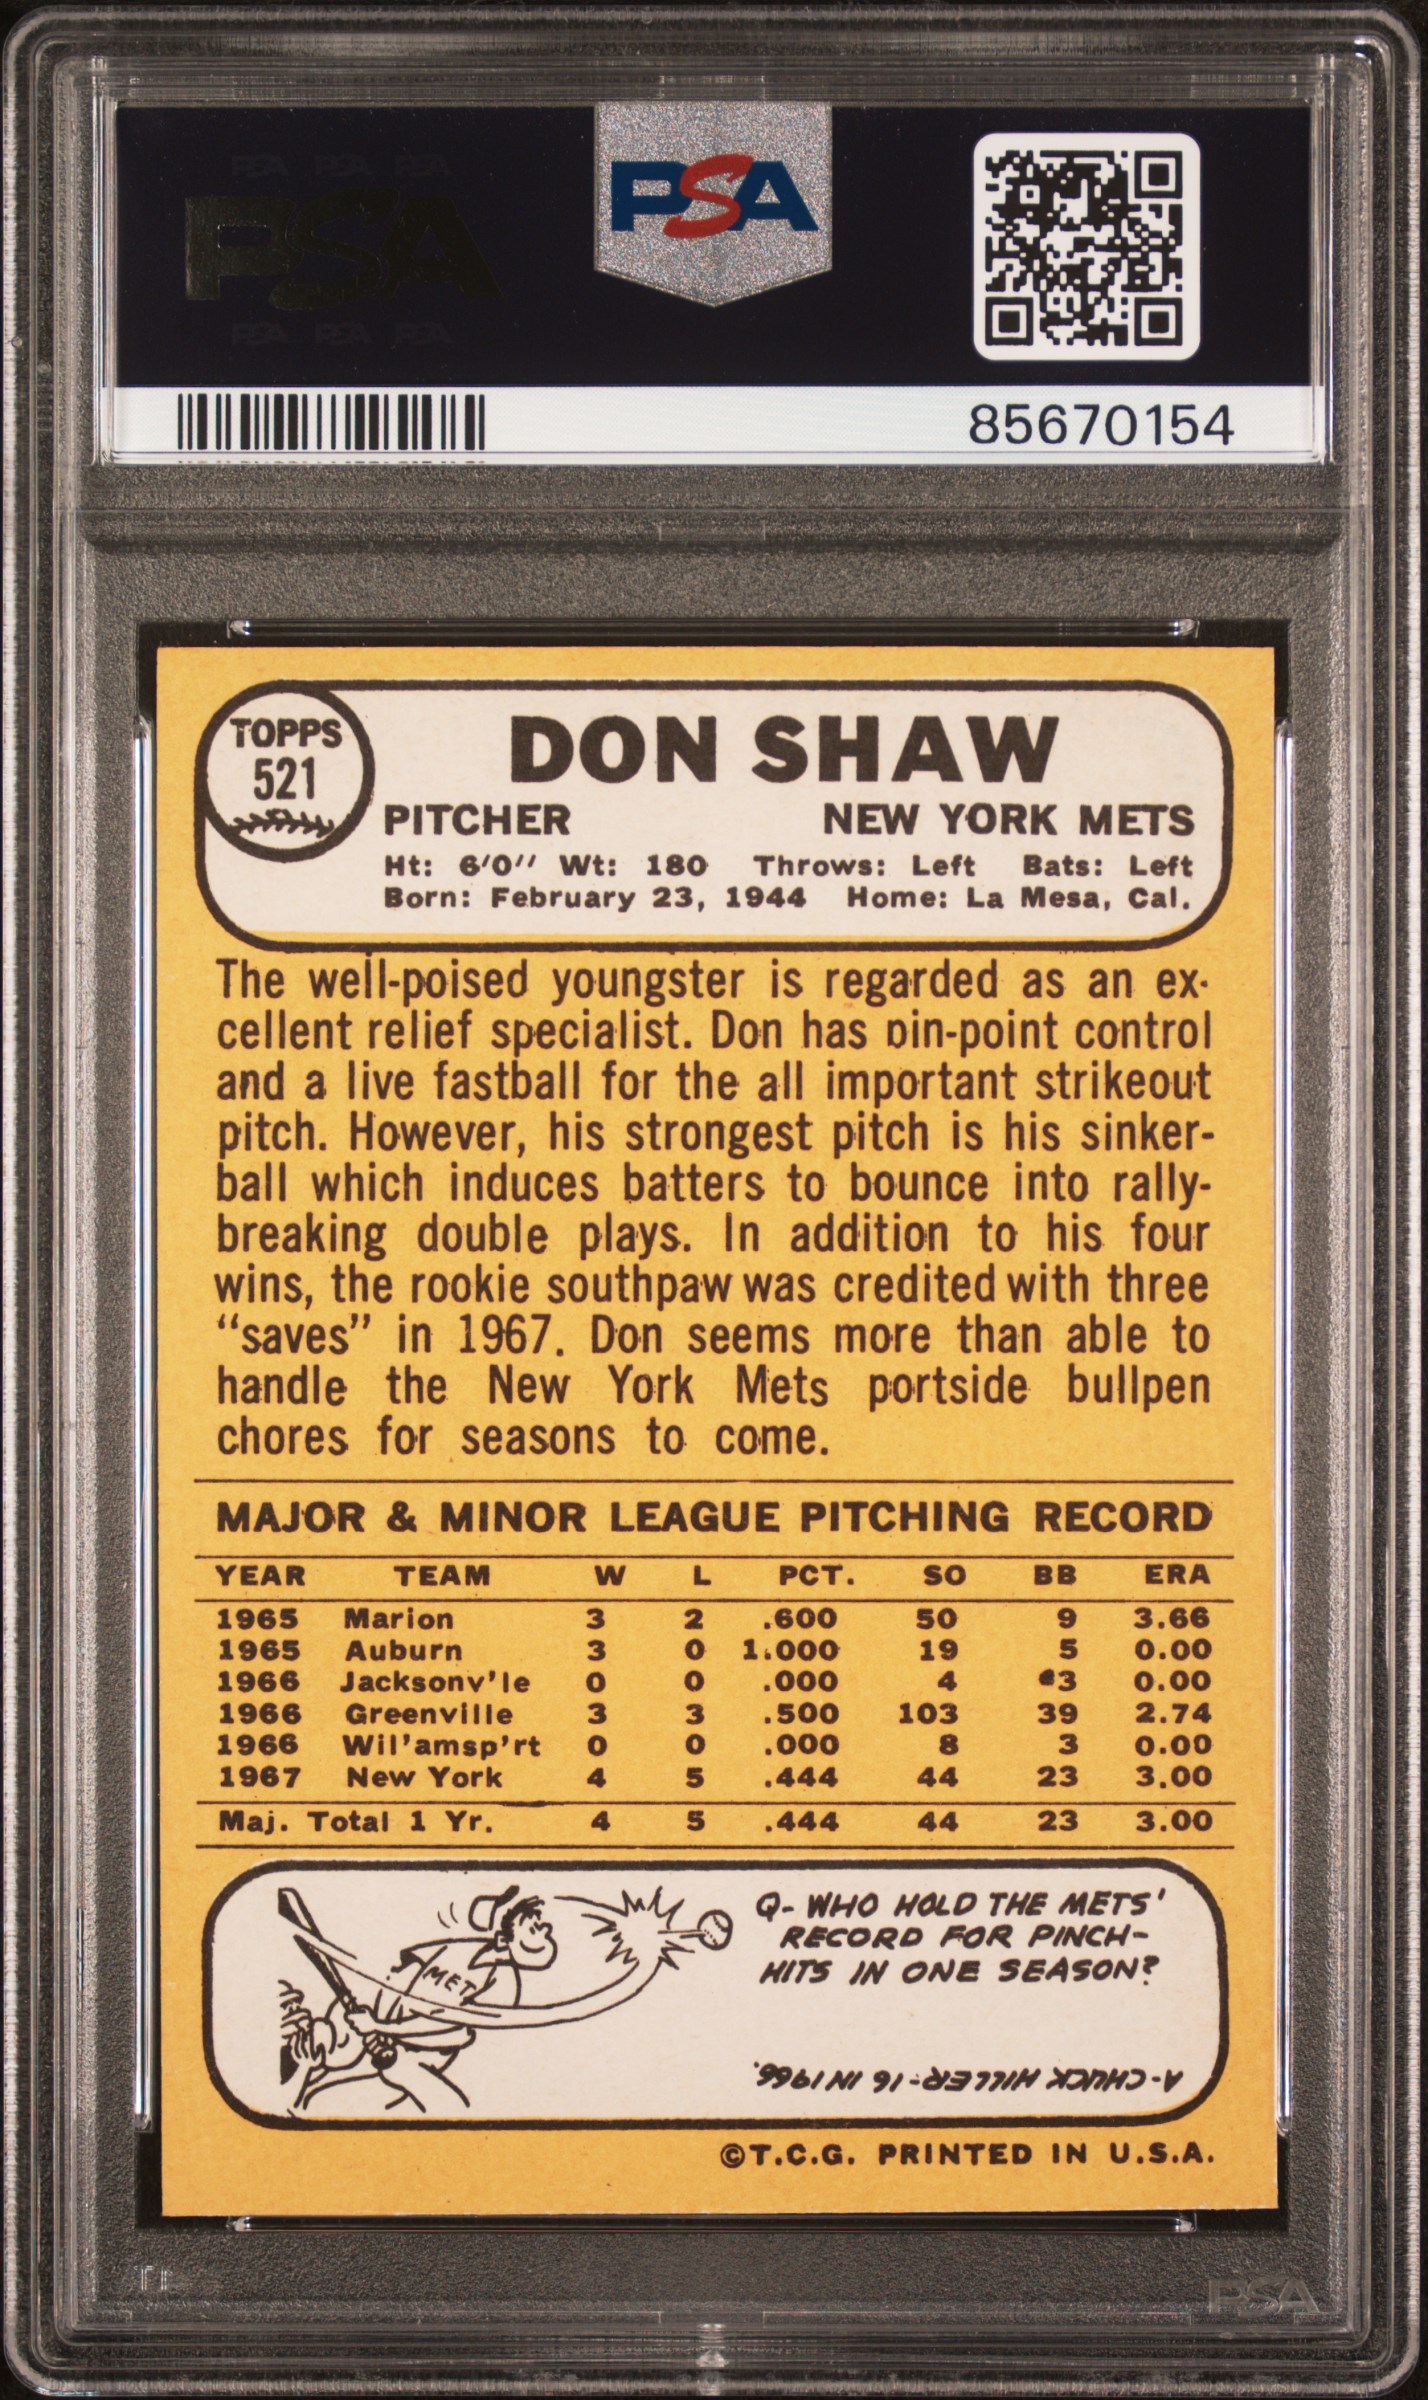 PSA PSA PSA
PSA
PSA PSA PSA
PSA
85670154
TOPPS
521
DON SHAW
PITCHER NEW YORK METS
Ht: 6'0" Wt: 180 Throws: Left Bats: Left
Born: February 23, 1944 Home: La Mesa, Cal.
The well-poised youngster is regarded as an ex-
cellent relief specialist. Don has pin-point control
and a live fastball for the all important strikeout
pitch. However, his strongest pitch is his sinker-
ball which induces batters to bounce into rally-
breaking double plays. In addition to his four
wins, the rookie southpaw was credited with three
"saves" in 1967. Don seems more than able to
handle the New York Mets portside bullpen
chores for seasons to come.
MAJOR & MINOR LEAGUE PITCHING RECORD
YEAR TEAM W L PCT. SO BB ERA
1965 Marion 3 2 .600 50 9 3.66
1965 Auburn 3 0 1.000 19 5 0.00
1966 Jacksonv'le 0 0 .000 4 3 0.00
1966 Greenville 3 3 .500 103 39 2.74
1966 Wil'amsp'rt 0 0 .000 8 3 0.00
1967 New York 4 5 .444 44 23 3.00
Maj. Total 1 Yr. 4 5 .444 44 23 3.00
METS
Q- WHO HOLD THE METS'
RECORD FOR PINCH-
HITS IN ONE SEASON?
A-CHUCK HILLER-16 IN 1966.
©T.C.G. PRINTED IN U.S.A.
PSA